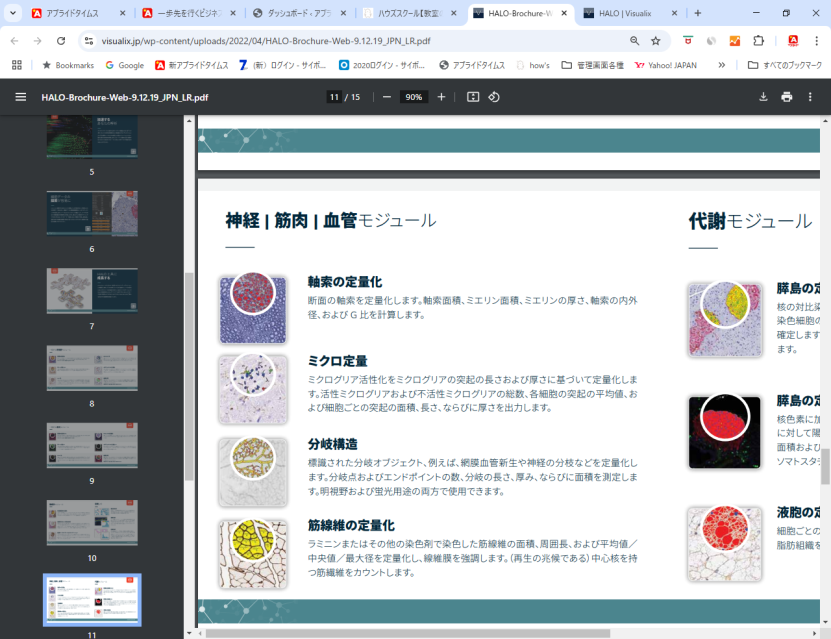 アプライドタイムス
一歩先を行くビジネス
ダッシュボード ‹ アプラ
ハウズスクール【教室
HALO-Brochure-W
HALO | Visualix
visualix.jp/wp-content/uploads/2022/04/HALO-Brochure-Web-9.12.19_JPN_LR.pdf
Bookmarks
Google
新アプライドタイムス
(新) ログイン - サイボ...
2020ログイン - サイボ...
アプライドタイムス
how's
管理画面各種
Yahoo! JAPAN
»
すべてのブックマーク
HALO-Brochure-Web-9.12.19_JPN_LR.pdf
11 / 15
90%
5
6
7
8
9
10
11
神経 | 筋肉 | 血管モジュール
軸索の定量化
断面の軸索を定量化します。軸索面積、ミエリン面積、ミエリンの厚さ、軸索の内外
径、および G 比を計算します。
ミクロ定量
ミクログリア活性化をミクログリアの突起の長さおよび厚さに基づいて定量化しま
す。活性ミクログリアおよび不活性ミクログリアの総数、各細胞の突起の平均値、お
よび細胞ごとの突起の面積、長さ、ならびに厚さを出力します。
分岐構造
標識された分岐オブジェクト、例えば、網膜血管新生や神経の分枝などを定量化し
ます。分岐点およびエンドポイントの数、分岐の長さ、厚み、ならびに面積を測定しま
す。明視野および蛍光用途の両方で使用できます。
筋線維の定量化
ラミニンまたはその他の染色剤で染色した筋線維の面積、周囲長、および平均値／
中央値／最大径を定量化し、線維膜を強調します。（再生の兆候である）中心核を持
つ筋繊維をカウントします。
代謝モジュール
膵島の定
核の対比染
染色細胞の
確定します
ます。
膵島の定
核色素に加
に対して陽
面積および
ソマトスタチ
液胞の定
細胞ごとの
脂肪組織を